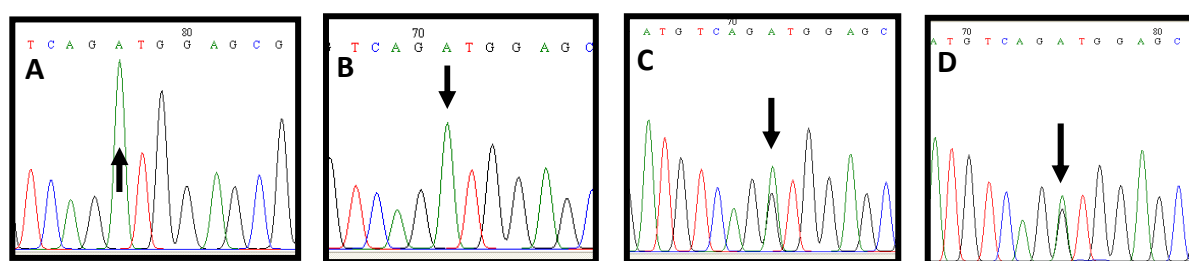 80
T C A G A T G G A G C G
A
70
G T C A G A T G G A G C
B
70
A T G T C A G A T G G A G C
C
70 80
A T G T C A G A T G G A G C
D